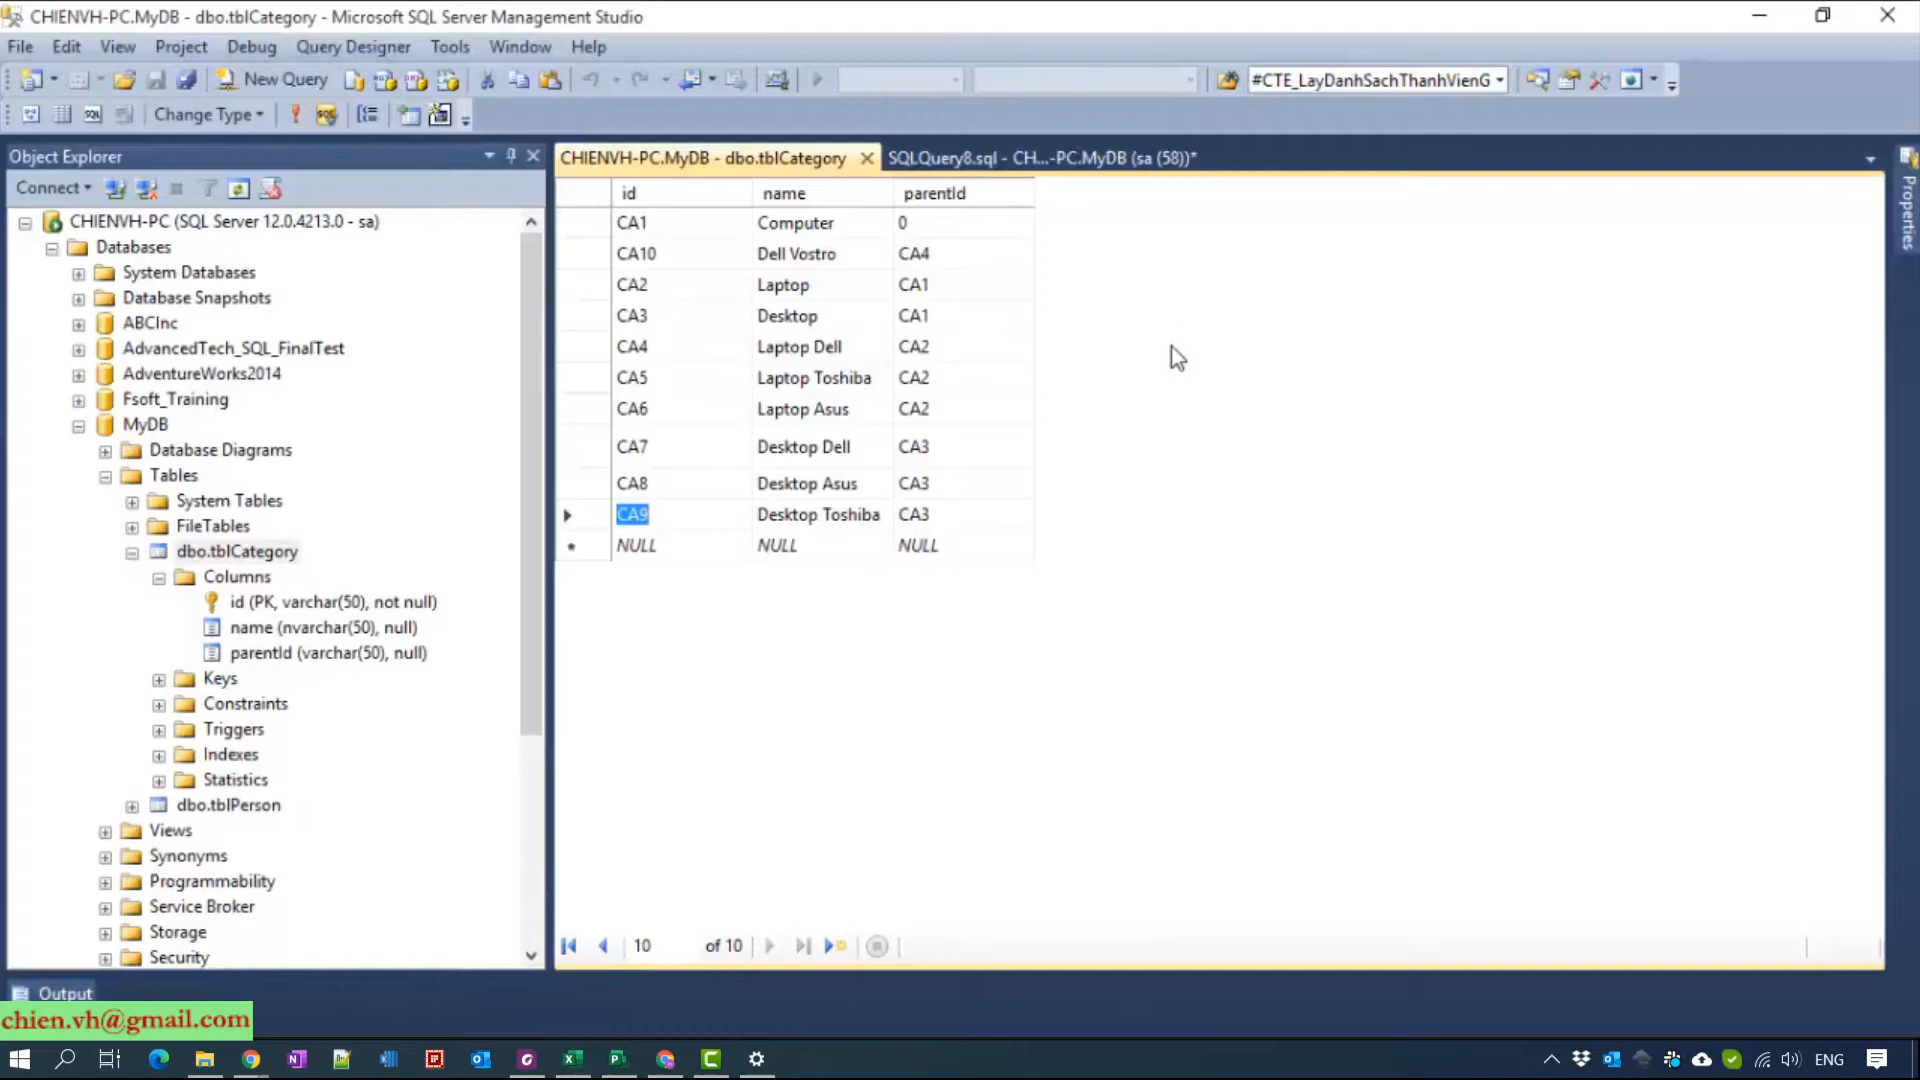 CHIENVH-PC.MyDB - dbo.tblCategory - Microsoft SQL Server Management Studio
File Edit View Project Debug Query Designer Tools Window Help
New Query #CTE_LayDanhSachThanhVienG
Change Type
Object Explorer
Connect
CHIENVH-PC (SQL Server 12.0.4213.0 - sa)
Databases
System Databases
Database Snapshots
ABCInc
AdvancedTech_SQL_FinalTest
AdventureWorks2014
Fsoft_Training
MyDB
Database Diagrams
Tables
System Tables
FileTables
dbo.tblCategory
Columns
id (PK, varchar(50), not null)
name (nvarchar(50), null)
parentId (varchar(50), null)
Keys
Constraints
Triggers
Indexes
Statistics
dbo.tblPerson
Views
Synonyms
Programmability
Service Broker
Storage
Security
CHIENVH-PC.MyDB - dbo.tblCategory SQLQuery8.sql - CH...-PC.MyDB (sa (58))*
id name parentId
CA1 Computer 0
CA10 Dell Vostro CA4
CA2 Laptop CA1
CA3 Desktop CA1
CA4 Laptop Dell CA2
CA5 Laptop Toshiba CA2
CA6 Laptop Asus CA2
CA7 Desktop Dell CA3
CA8 Desktop Asus CA3
CA9 Desktop Toshiba CA3
NULL NULL NULL
10 of 10
Properties
Output
chien.vh@gmail.com
ENG